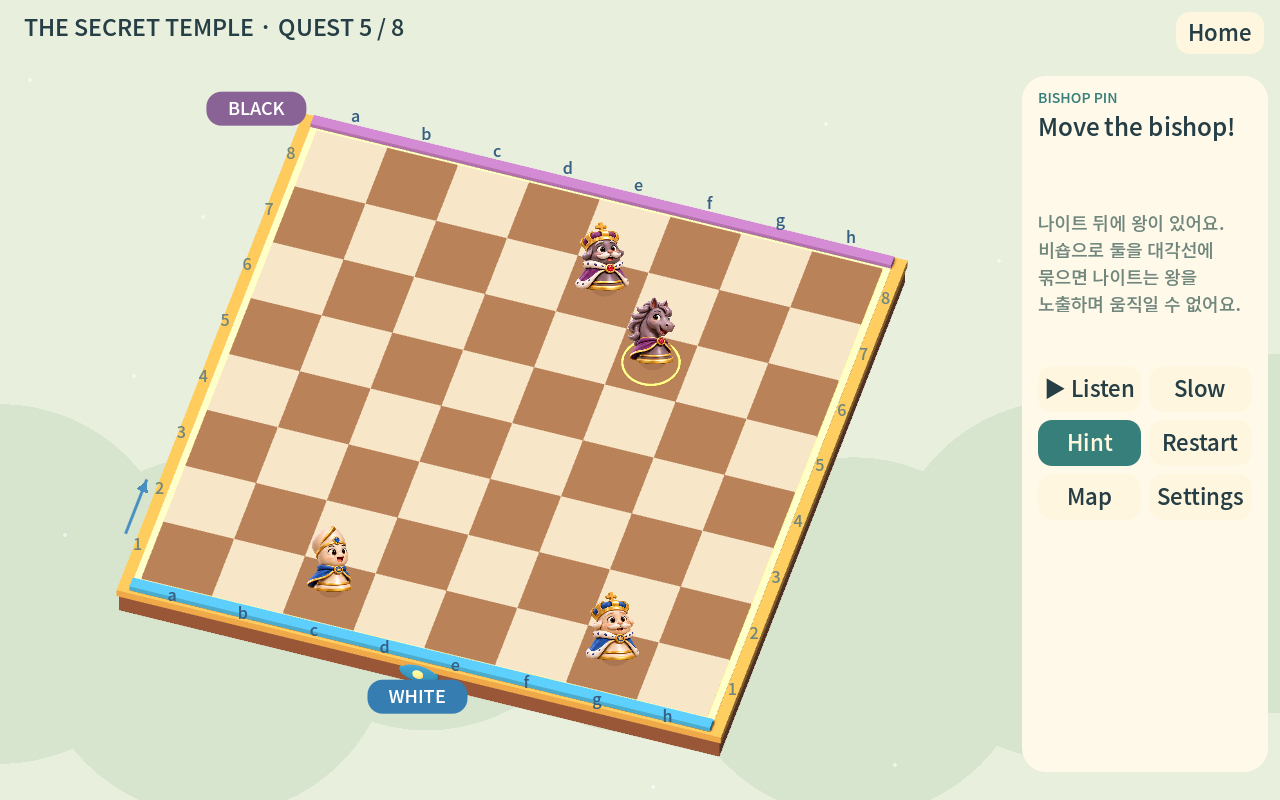 THE SECRET TEMPLE · QUEST 5 / 8
Home
BLACK
a b c d e f g h
8 7 6 5 4 3 2 1
8 7 6 5 4 3 2 1
a b c d e f g h
WHITE
BISHOP PIN
Move the bishop!
나이트 뒤에 왕이 있어요.
비숍으로 둘을 대각선에
묶으면 나이트는 왕을
노출하며 움직일 수 없어요.
▶ Listen
Slow
Hint
Restart
Map
Settings